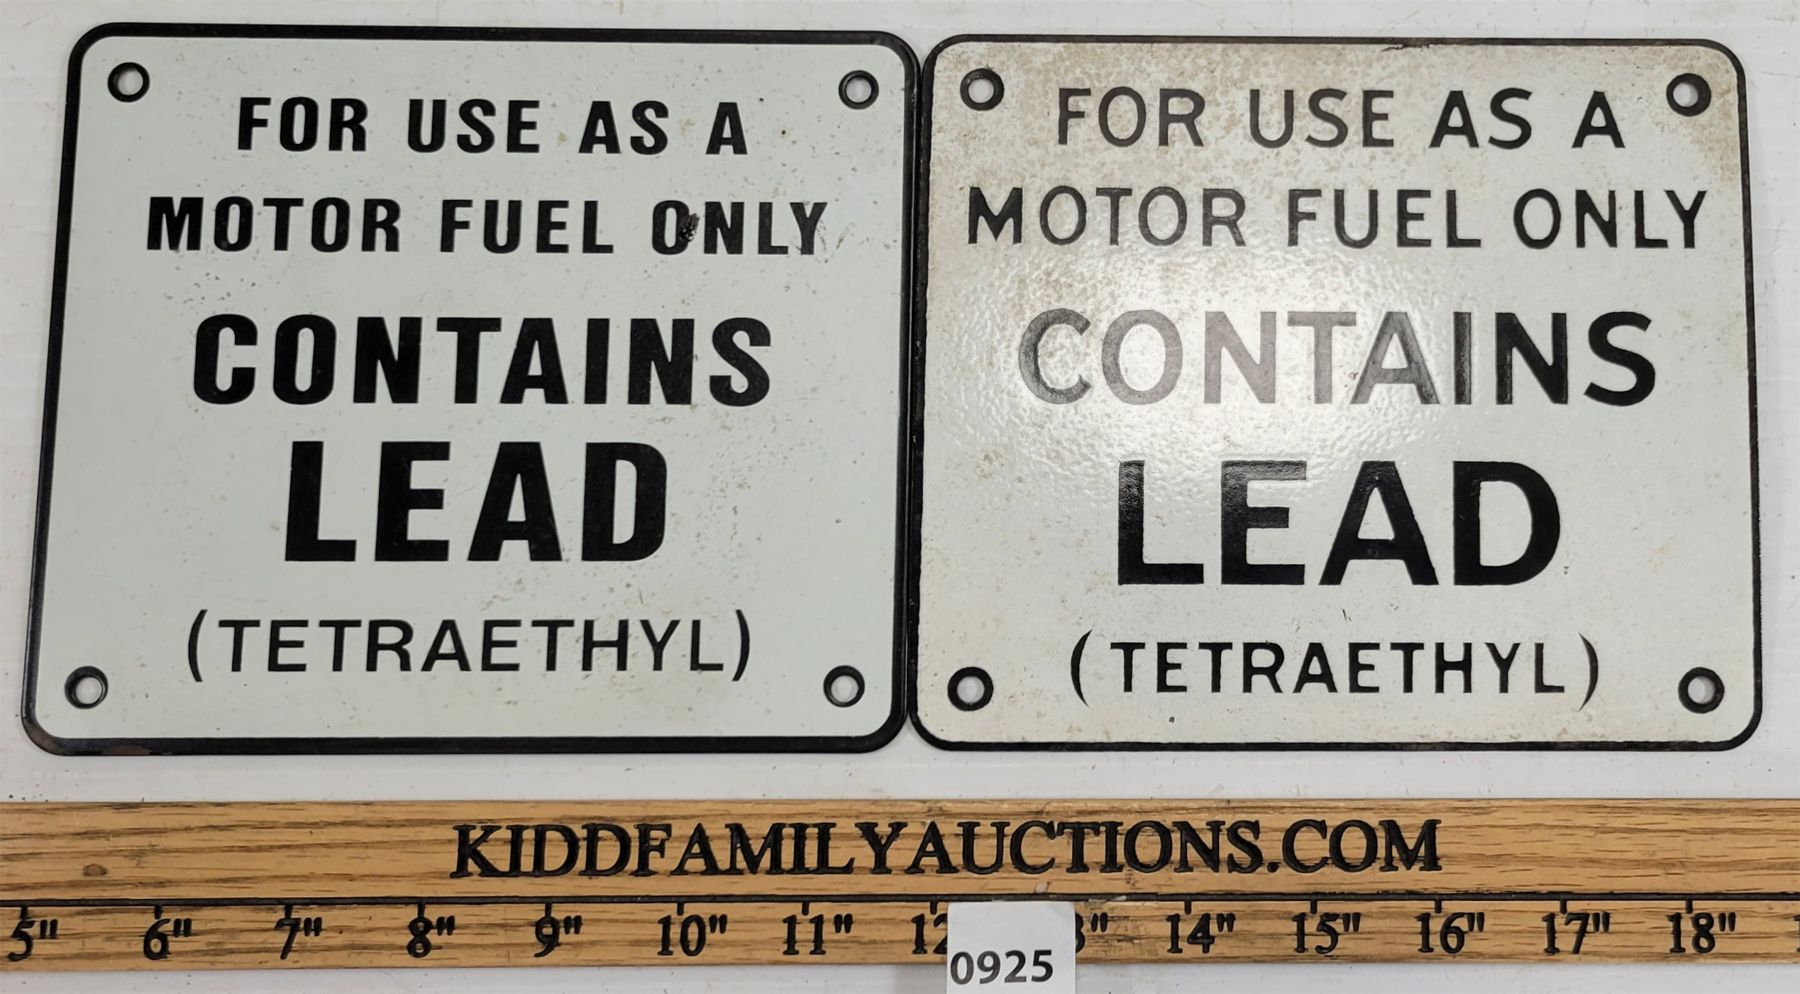 FOR USE AS A
MOTOR FUEL ONLY
CONTAINS
LEAD
(TETRAETHYL)
FOR USE AS A
MOTOR FUEL ONLY
CONTAINS
LEAD
(TETRAETHYL)
KIDDFAMILYAUCTIONS.COM
5" 6" 7" 8" 9" 10" 11" 12 3" 14" 15" 16" 17" 18"
0925